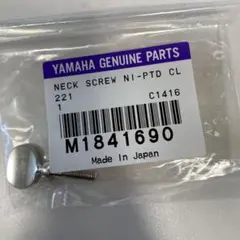 YAMAHA GENUINE PARTS
NECK SCREW NI-PTD CL
221 C1416
1
M1841690
Made in Japan